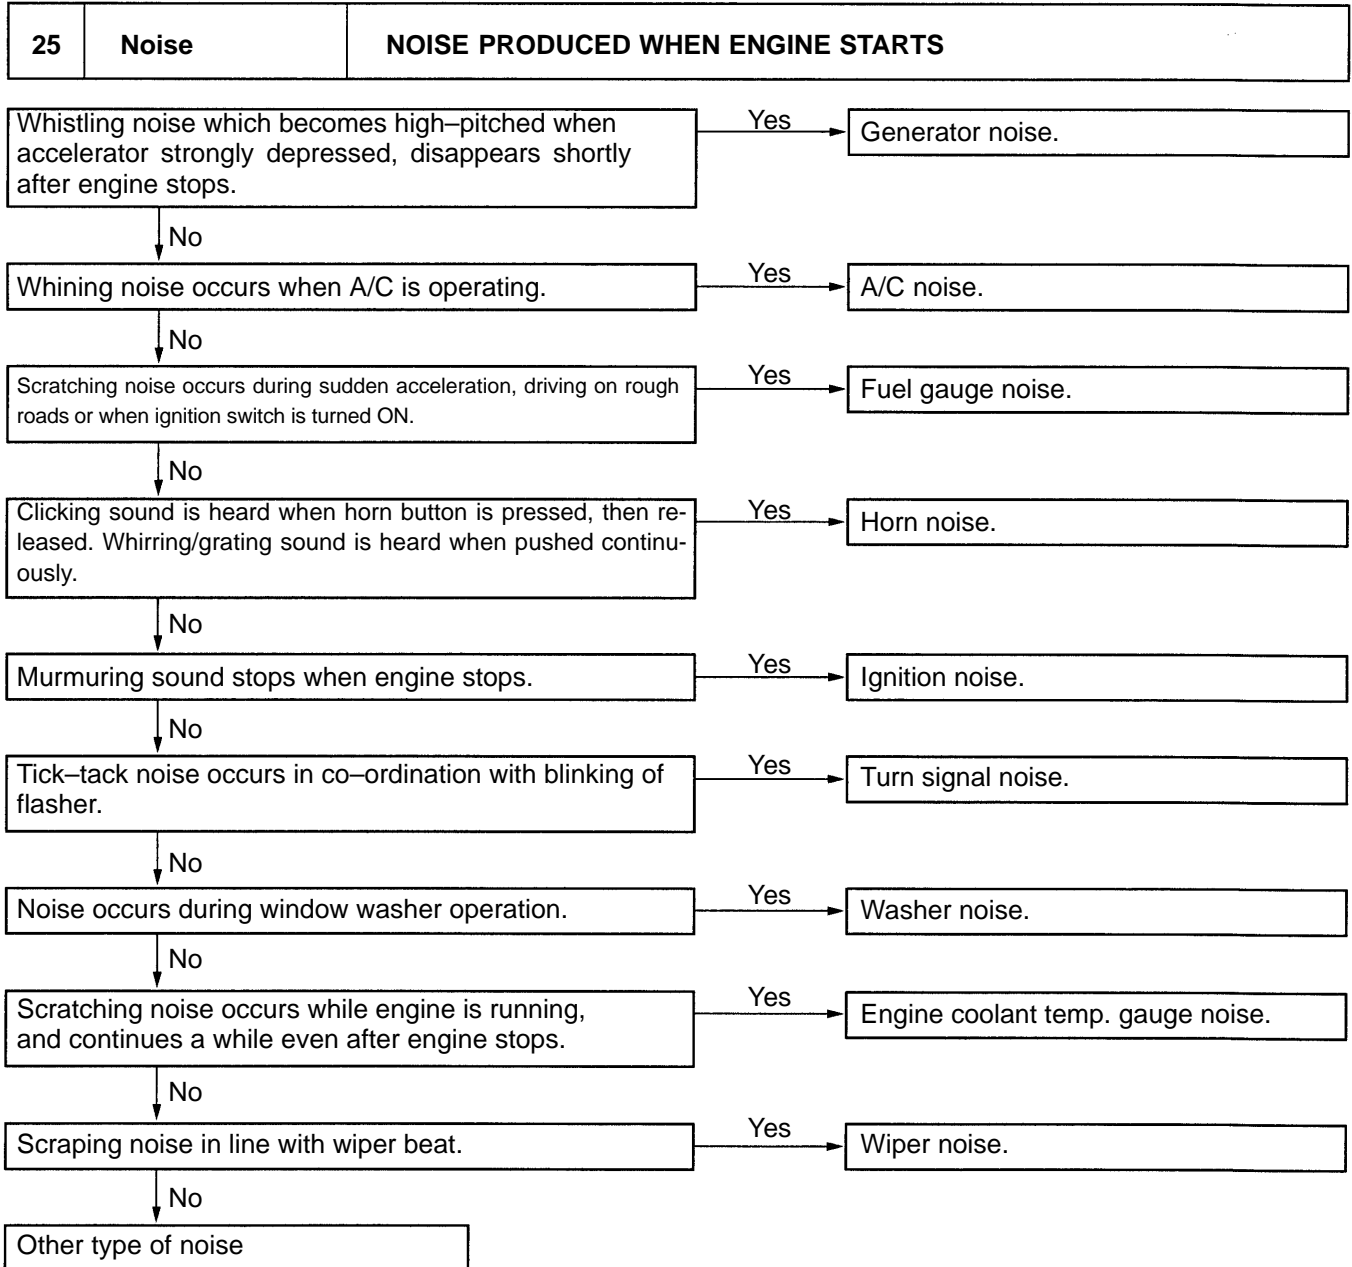 25 Noise NOISE PRODUCED WHEN ENGINE STARTS
Whistling noise which becomes high–pitched when
accelerator strongly depressed, disappears shortly
after engine stops.
Yes
Generator noise.
No
Whining noise occurs when A/C is operating.
Yes
A/C noise.
No
Scratching noise occurs during sudden acceleration, driving on rough
roads or when ignition switch is turned ON.
Yes
Fuel gauge noise.
No
Clicking sound is heard when horn button is pressed, then re-
leased. Whirring/grating sound is heard when pushed continu-
ously.
Yes
Horn noise.
No
Murmuring sound stops when engine stops.
Yes
Ignition noise.
No
Tick–tack noise occurs in co–ordination with blinking of
flasher.
Yes
Turn signal noise.
No
Noise occurs during window washer operation.
Yes
Washer noise.
No
Scratching noise occurs while engine is running,
and continues a while even after engine stops.
Yes
Engine coolant temp. gauge noise.
No
Scraping noise in line with wiper beat.
Yes
Wiper noise.
No
Other type of noise